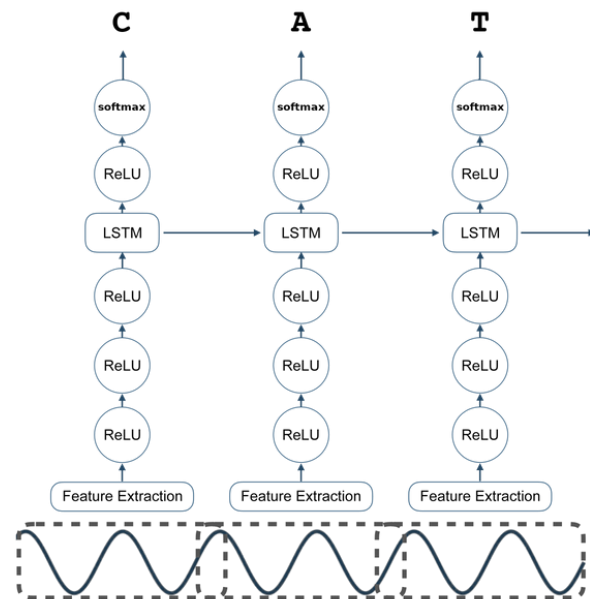 C A T
softmax softmax softmax
ReLU ReLU ReLU
LSTM LSTM LSTM
ReLU ReLU ReLU
ReLU ReLU ReLU
ReLU ReLU ReLU
Feature Extraction Feature Extraction Feature Extraction